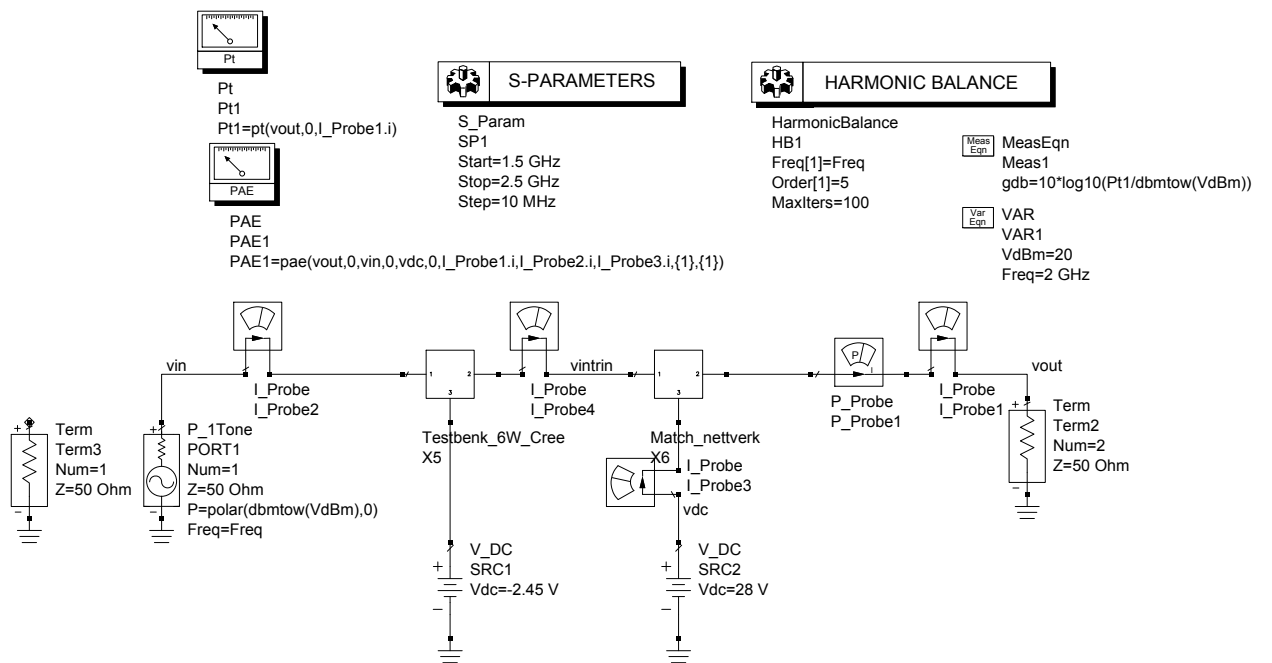 Pt
Pt
Pt1
Pt1=pt(vout,0,I_Probe1.i)
PAE
PAE
PAE1
PAE1=pae(vout,0,vin,0,vdc,0,I_Probe1.i,I_Probe2.i,I_Probe3.i,{1},{1})
S-PARAMETERS
S_Param
SP1
Start=1.5 GHz
Stop=2.5 GHz
Step=10 MHz
HARMONIC BALANCE
HarmonicBalance
HB1
Freq[1]=Freq
Order[1]=5
MaxIters=100
Meas
Eqn
MeasEqn
Meas1
gdb=10*log10(Pt1/dbmtow(VdBm))
Var
Eqn
VAR
VAR1
VdBm=20
Freq=2 GHz
vin
I_Probe
I_Probe2
1
2
3
Testbenk_6W_Cree
X5
I_Probe
I_Probe4
vintrin
1
2
3
Match_nettverk
X6
I_Probe
I_Probe3
vdc
P
I
P_Probe
P_Probe1
I_Probe
I_Probe1
vout
+
-
Term
Term3
Num=1
Z=50 Ohm
+
-
P_1Tone
PORT1
Num=1
Z=50 Ohm
P=polar(dbmtow(VdBm),0)
Freq=Freq
+
-
Term
Term2
Num=2
Z=50 Ohm
+
-
V_DC
SRC1
Vdc=-2.45 V
+
-
V_DC
SRC2
Vdc=28 V